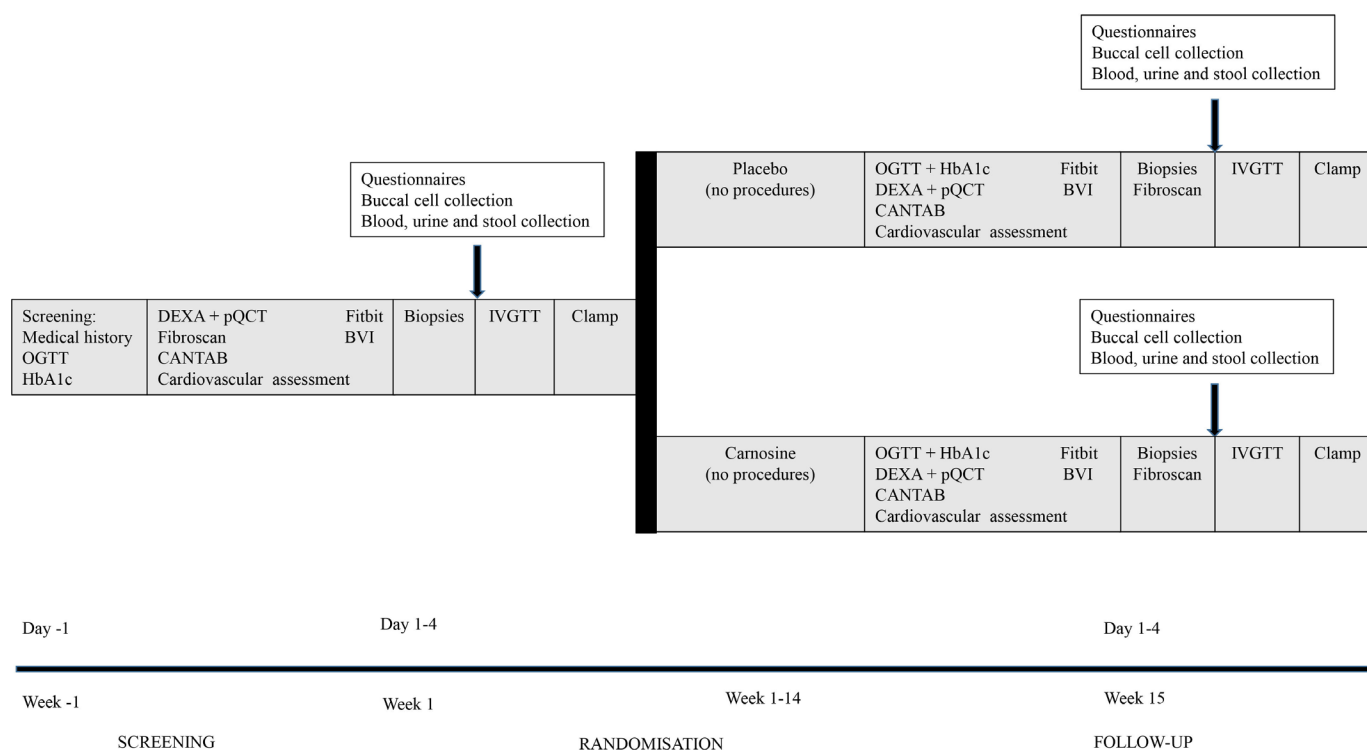 Questionnaires
Buccal cell collection
Blood, urine and stool collection
Placebo
(no procedures)
OGTT + HbA1c Fitbit
DEXA + pQCT BVI
CANTAB
Cardiovascular assessment
Biopsies
Fibroscan
IVGTT
Clamp
Questionnaires
Buccal cell collection
Blood, urine and stool collection
Screening:
Medical history
OGTT
HbA1c
DEXA + pQCT Fitbit
Fibroscan BVI
CANTAB
Cardiovascular assessment
Biopsies
IVGTT
Clamp
Questionnaires
Buccal cell collection
Blood, urine and stool collection
Carnosine
(no procedures)
OGTT + HbA1c Fitbit
DEXA + pQCT BVI
CANTAB
Cardiovascular assessment
Biopsies
Fibroscan
IVGTT
Clamp
Day -1
Day 1-4
Day 1-4
Week -1
Week 1
Week 1-14
Week 15
SCREENING
RANDOMISATION
FOLLOW-UP